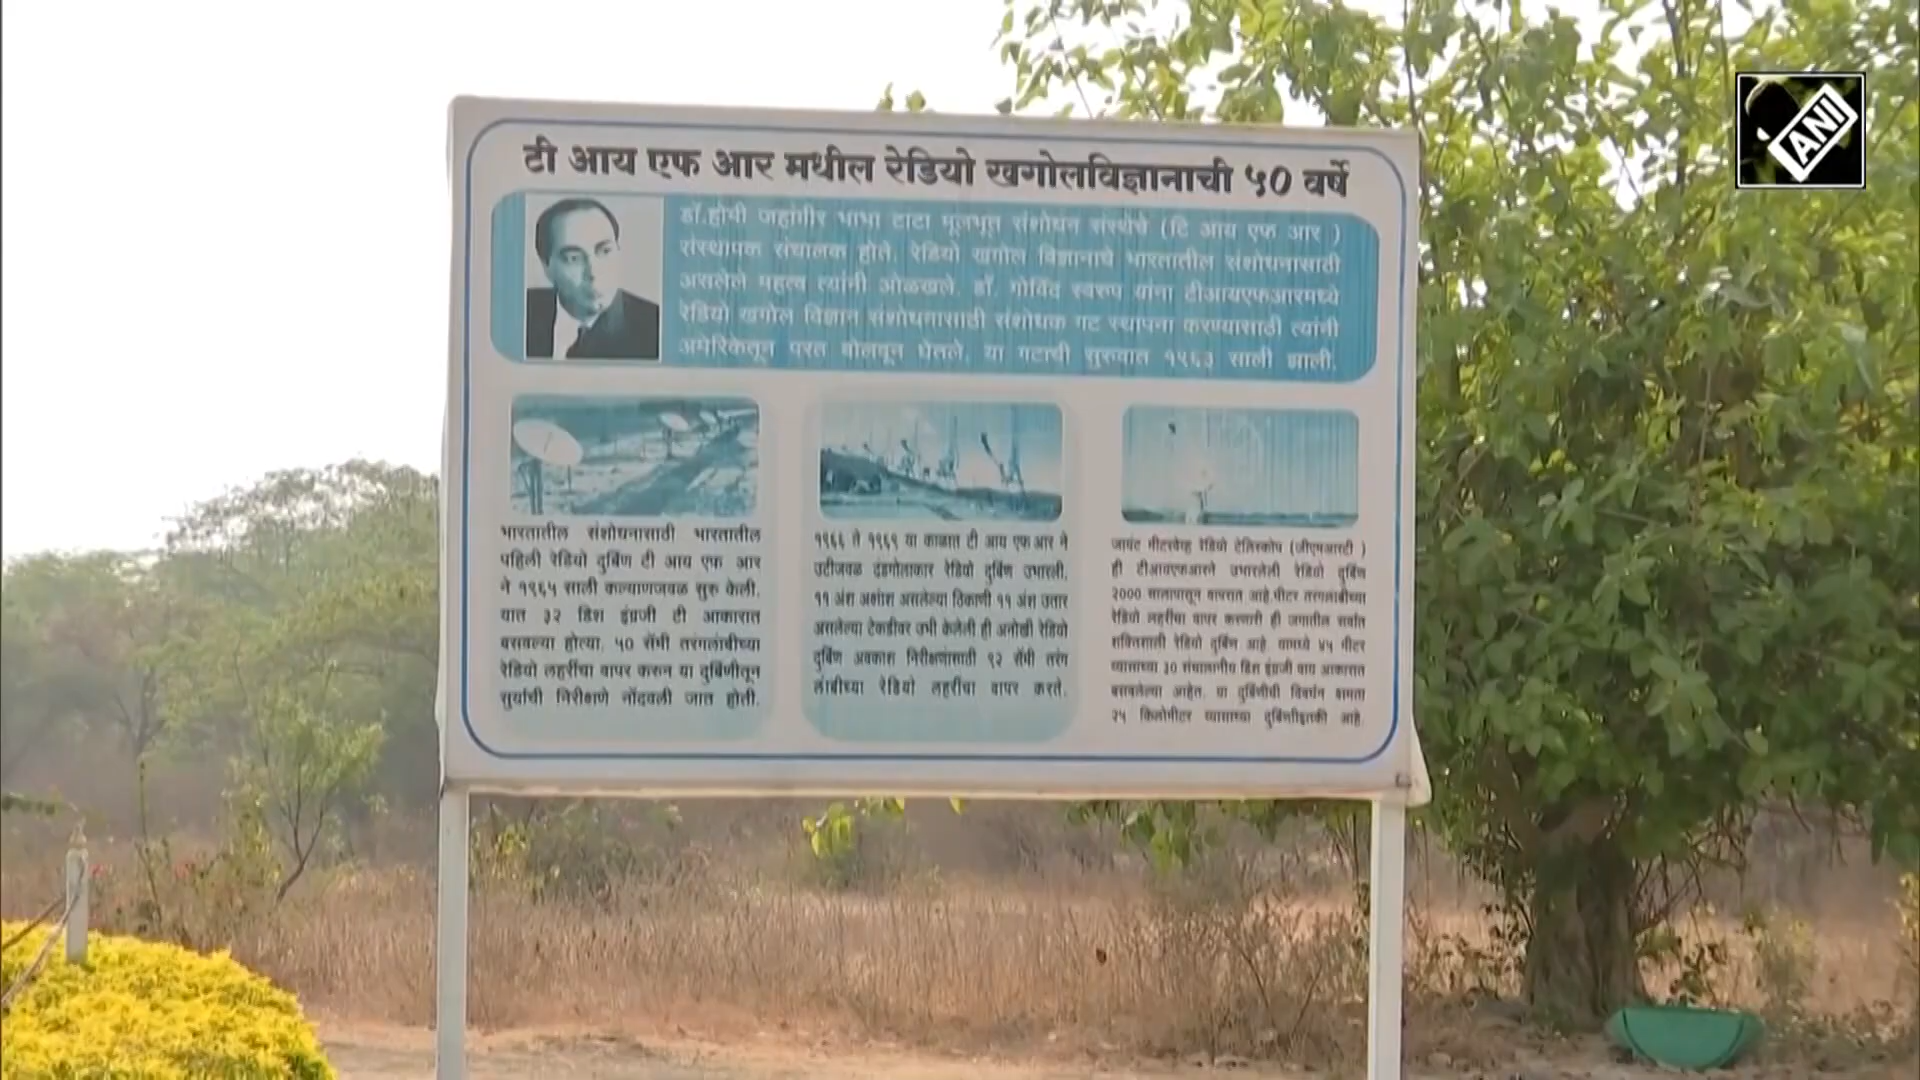 टी आय एफ आर मधील रेडियो खगोलविज्ञानाची ५० वर्षे
डॉ.होमी जहांगीर भाभा टाटा मूलभूत संशोधन संस्थेचे (टि आय एफ आर )
संस्थापक संचालक होते. रेडियो खगोल विज्ञानाचे भारतातील संशोधनासाठी
असलेले महत्व त्यांनी ओळखले. डॉ. गोविंद स्वरुप यांना टीआयएफआरमध्ये
रेडियो खगोल विज्ञान संशोधनासाठी संशोधक गट स्थापना करण्यासाठी त्यांनी
अमेरिकेतून परत बोलवून घेतले. या गटाची सुरुवात १९६३ साली झाली.
भारतातील संशोधनासाठी भारतातील
पहिली रेडियो दुर्बिण टी आय एफ आर
ने १९६५ साली कल्याणजवळ सुरु केली.
यात ३२ डिश इंग्रजी टी आकारात
बसवल्या होत्या. ५० सेंमी तरंगलांबीच्या
रेडियो लहरींचा वापर करुन या दुर्बिणीतून
सुर्याची निरीक्षणे नोंदवली जात होती.
१९६६ ते १९६९ या काळात टी आय एफ आर ने
उटीजवळ दंडगोलाकार रेडियो दुर्बिण उभारली.
११ अंश अक्षांश असलेल्या ठिकाणी ११ अंश उतार
असलेल्या टेकडीवर उभी केलेली ही अनोखी रेडियो
दुर्बिण अवकाश निरीक्षणासाठी ९२ सेंमी तरंग
लांबीच्या रेडियो लहरींचा वापर करते.
जायंट मीटरवेव्ह रेडियो टेलिस्कोप (जीएमआरटी )
ही टीआयएफआरने उभारलेली रेडियो दुर्बिण
2000 सालापासून वापरात आहे.मीटर तरंगलांबीच्या
रेडियो लहरींचा वापर करणारी ही जगातील सर्वात
शक्तिशाली रेडियो दुर्बिण आहे. यामध्ये ४५ मीटर
व्यासाच्या ३० संचालनीय डिश इंग्रजी वाय आकारात
बसवलेल्या आहेत. या दुर्बिणीची विवर्धन क्षमता
२५ किलोमीटर व्यासाच्या दुर्बिणीइतकी आहे.
ANI